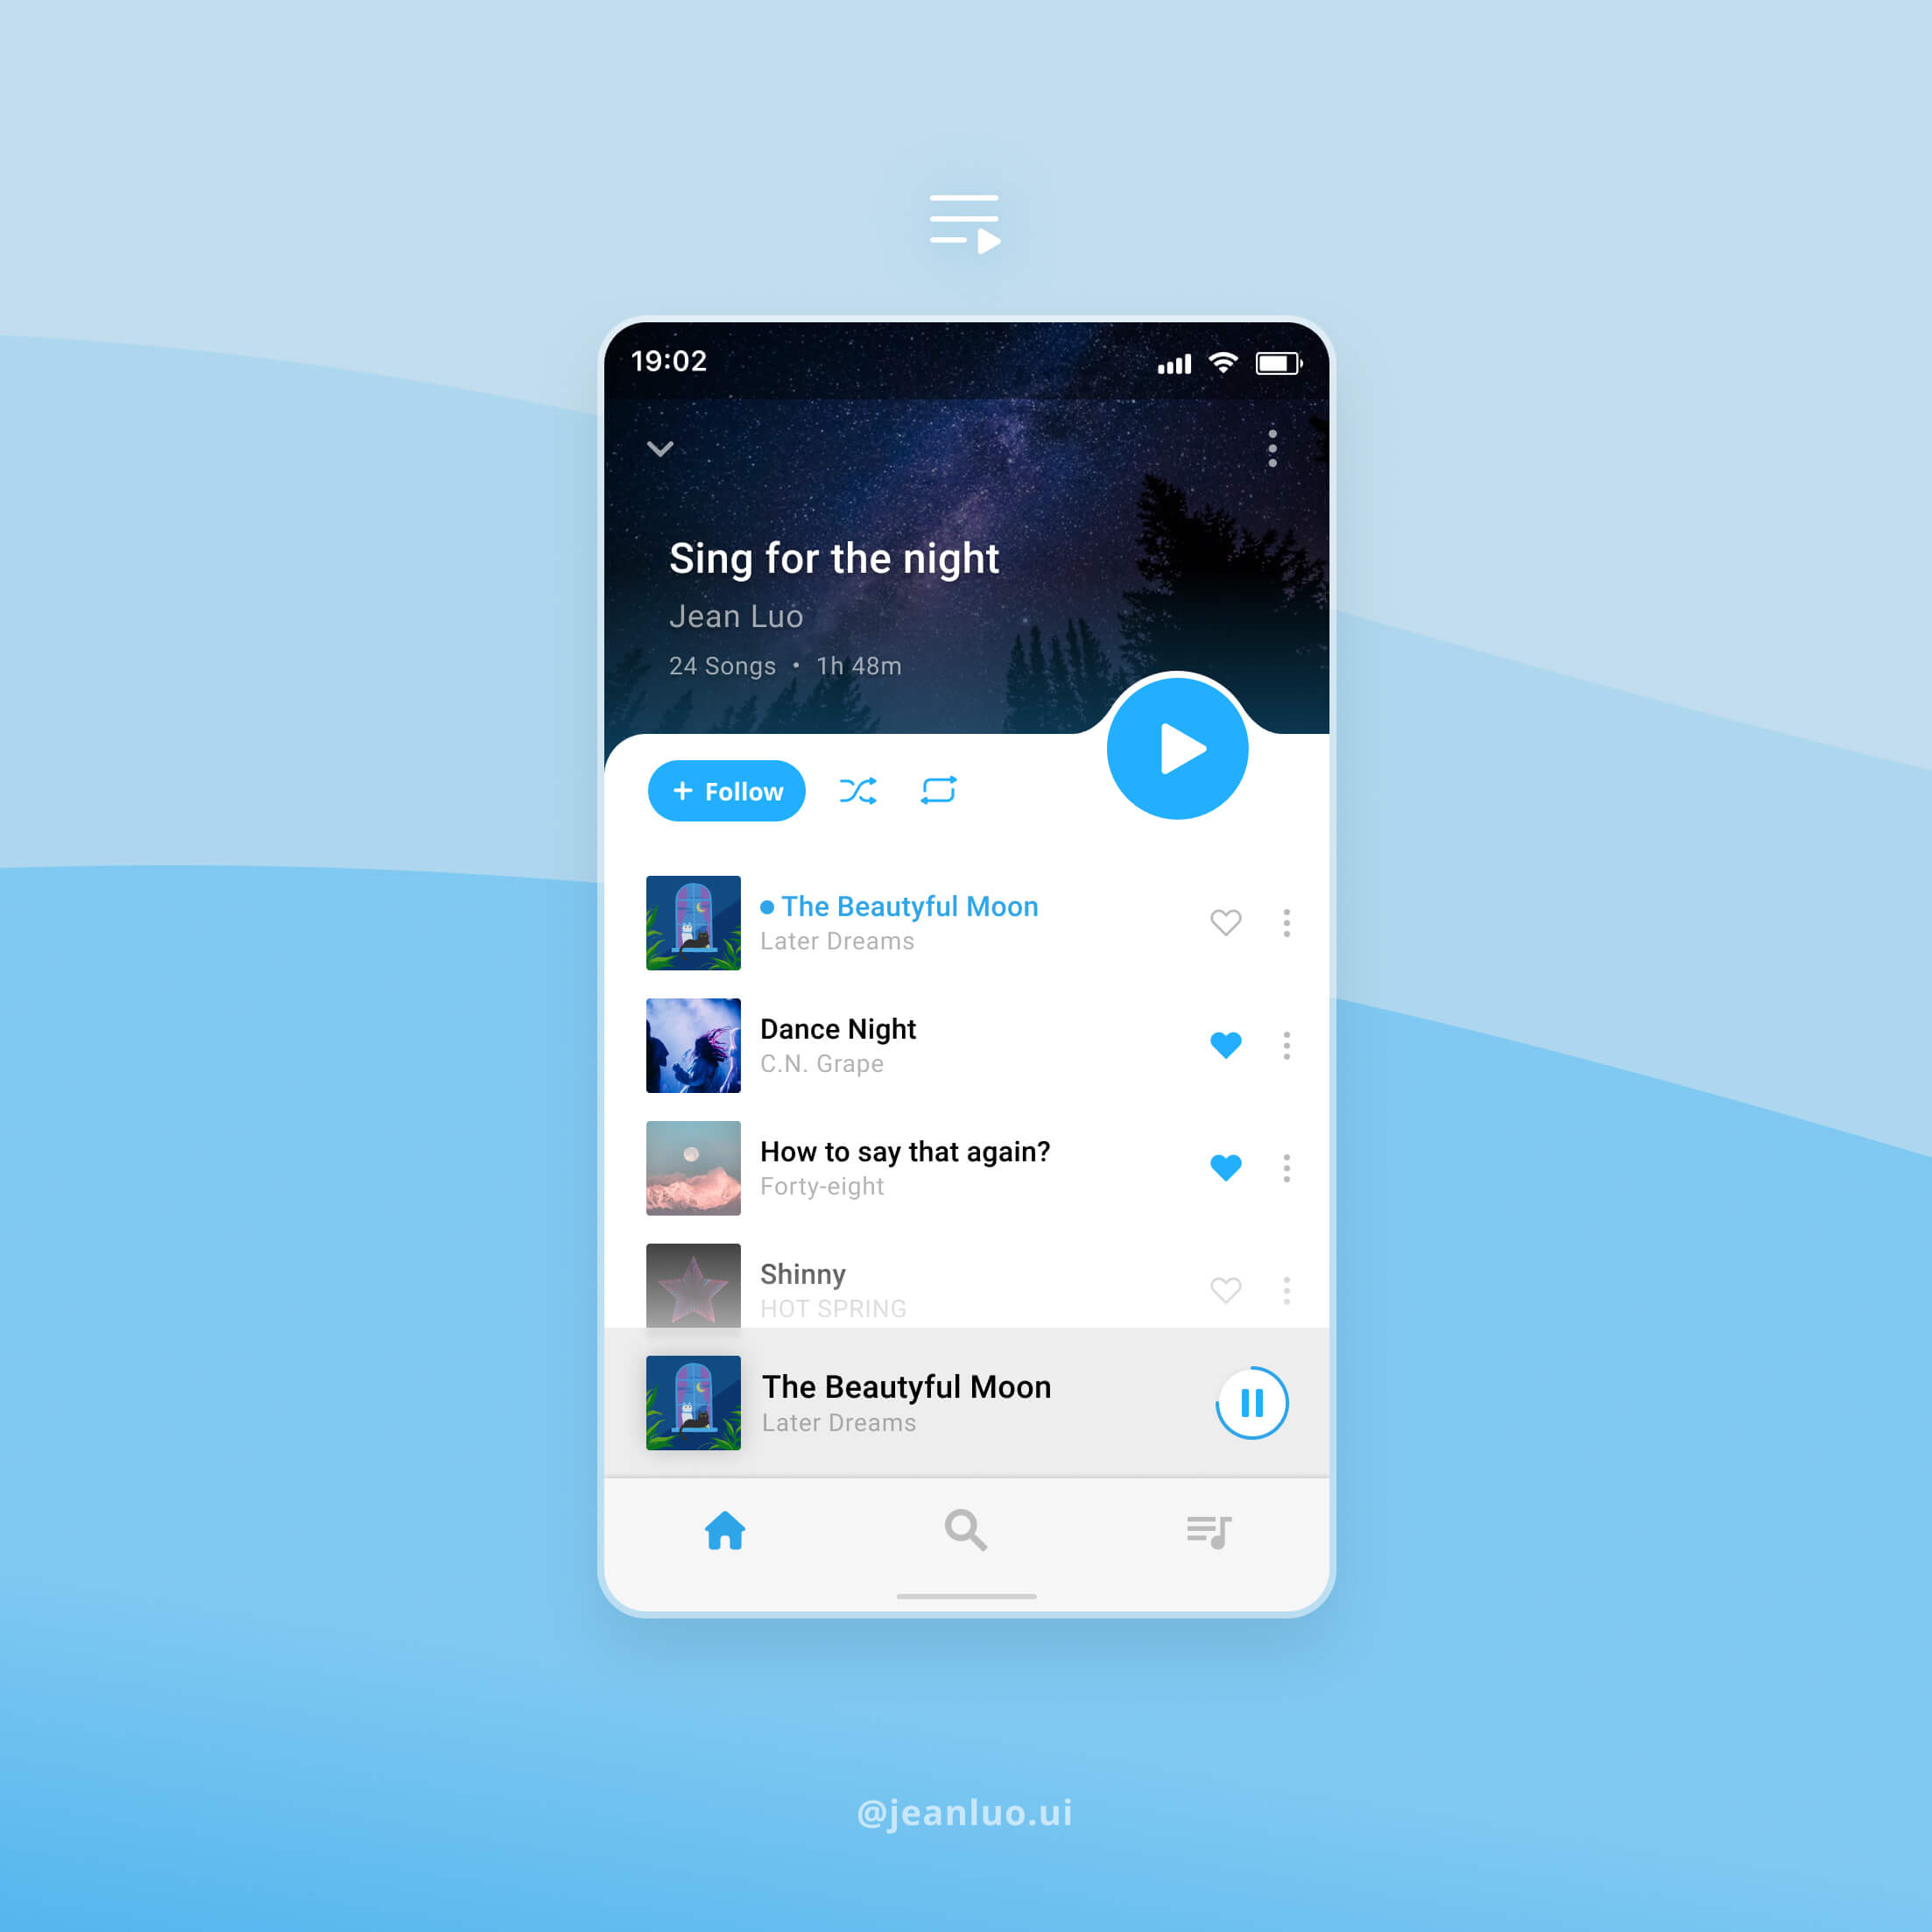 19:02
Sing for the night
Jean Luo
24 Songs • 1h 48m
+ Follow
The Beautyful Moon
Later Dreams
Dance Night
C.N. Grape
How to say that again?
Forty-eight
Shinny
HOT SPRING
The Beautyful Moon
Later Dreams
@jeanluo.ui